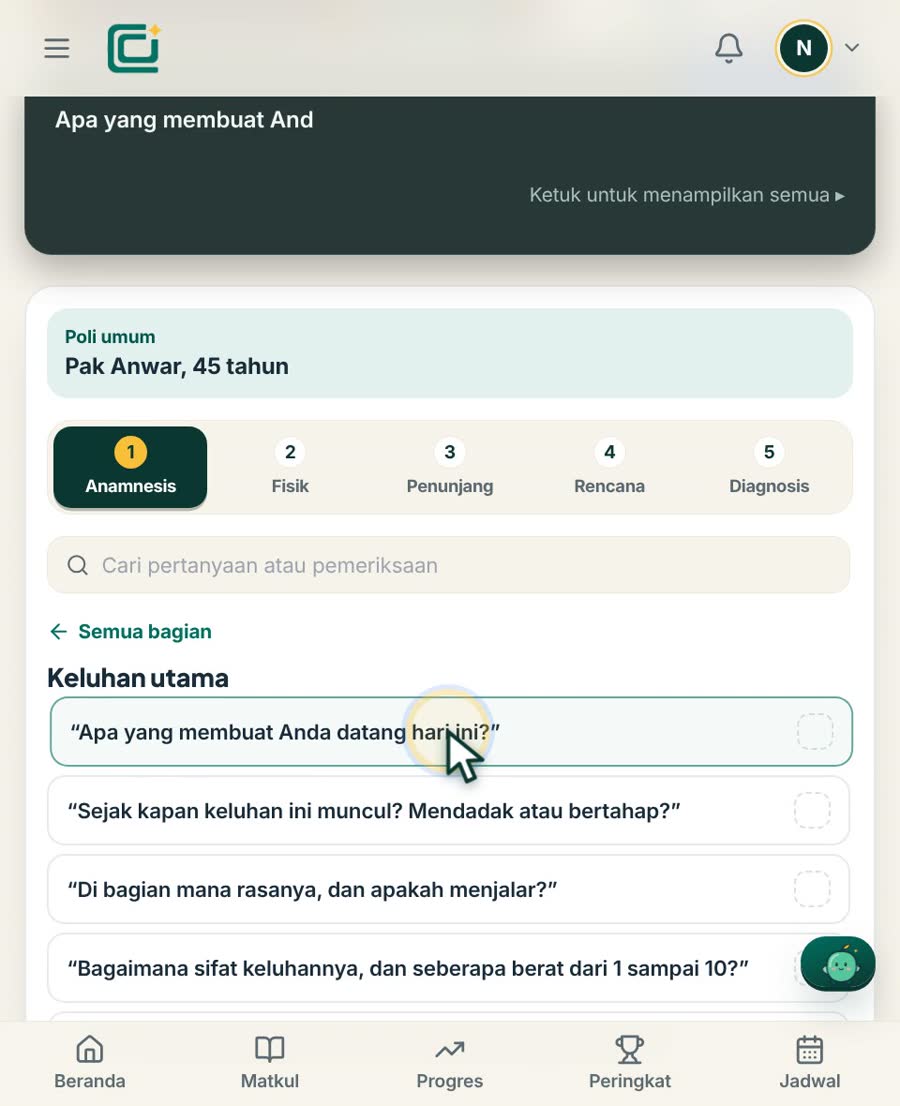 N
Apa yang membuat And
Ketuk untuk menampilkan semua ▸
Poli umum
Pak Anwar, 45 tahun
1
Anamnesis
2
Fisik
3
Penunjang
4
Rencana
5
Diagnosis
Cari pertanyaan atau pemeriksaan
← Semua bagian
Keluhan utama
“Apa yang membuat Anda datang hari ini?”
“Sejak kapan keluhan ini muncul? Mendadak atau bertahap?”
“Di bagian mana rasanya, dan apakah menjalar?”
“Bagaimana sifat keluhannya, dan seberapa berat dari 1 sampai 10?”
Beranda
Matkul
Progres
Peringkat
Jadwal